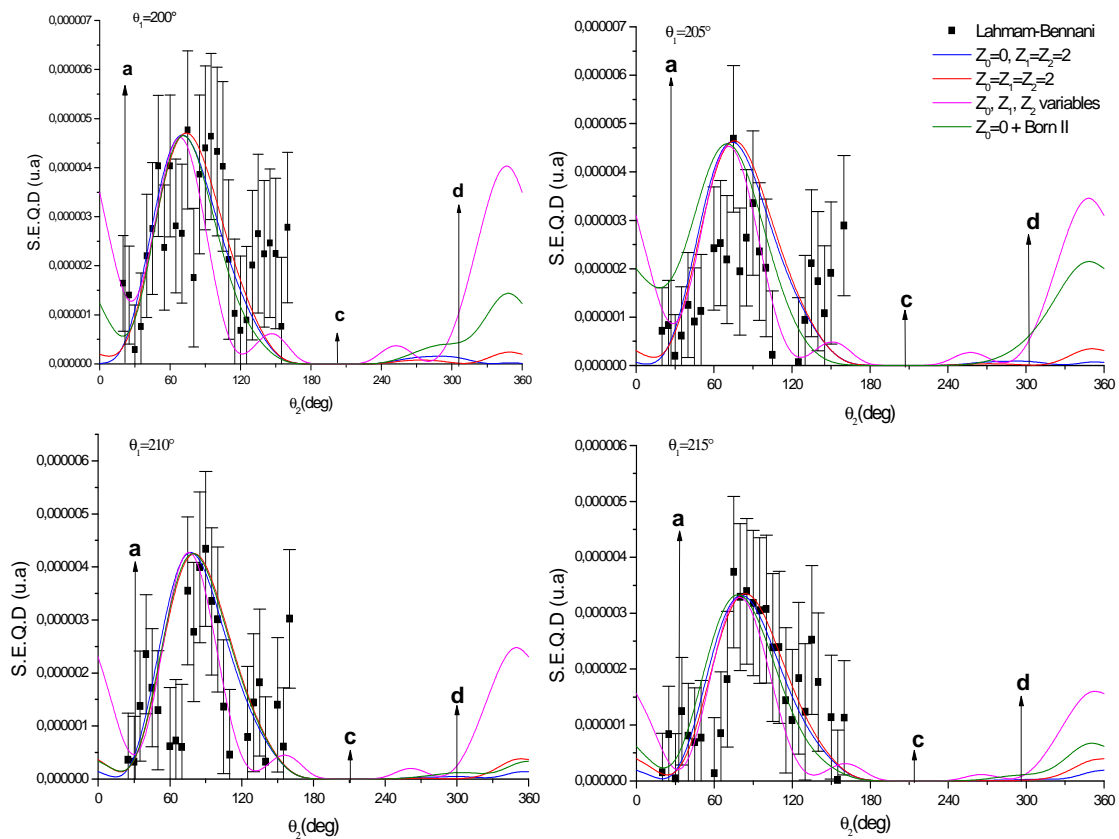 θ₁=200°
0,000007
0,000006
0,000005
0,000004
0,000003
0,000002
0,000001
0,000000
S.E.Q.D (u.a)
a
c
d
0 60 120 180 240 300 360
θ₂(deg)
θ₁=205°
0,000007
0,000006
0,000005
0,000004
0,000003
0,000002
0,000001
0,000000
S.E.Q.D (u.a)
a
c
d
0 60 120 180 240 300 360
θ₂(deg)
Lahmam-Bennani
Z₀=0, Z₁=Z₂=2
Z₀=Z₁=Z₂=2
Z₀, Z₁, Z₂ variables
Z₀=0 + Born II
θ₁=210°
0,000006
0,000005
0,000004
0,000003
0,000002
0,000001
0,000000
S.E.Q.D (u.a)
a
c
d
0 60 120 180 240 300 360
θ₂(deg)
θ₁=215°
0,000006
0,000005
0,000004
0,000003
0,000002
0,000001
0,000000
S.E.Q.D (u.a)
a
c
d
0 60 120 180 240 300 360
θ₂(deg)